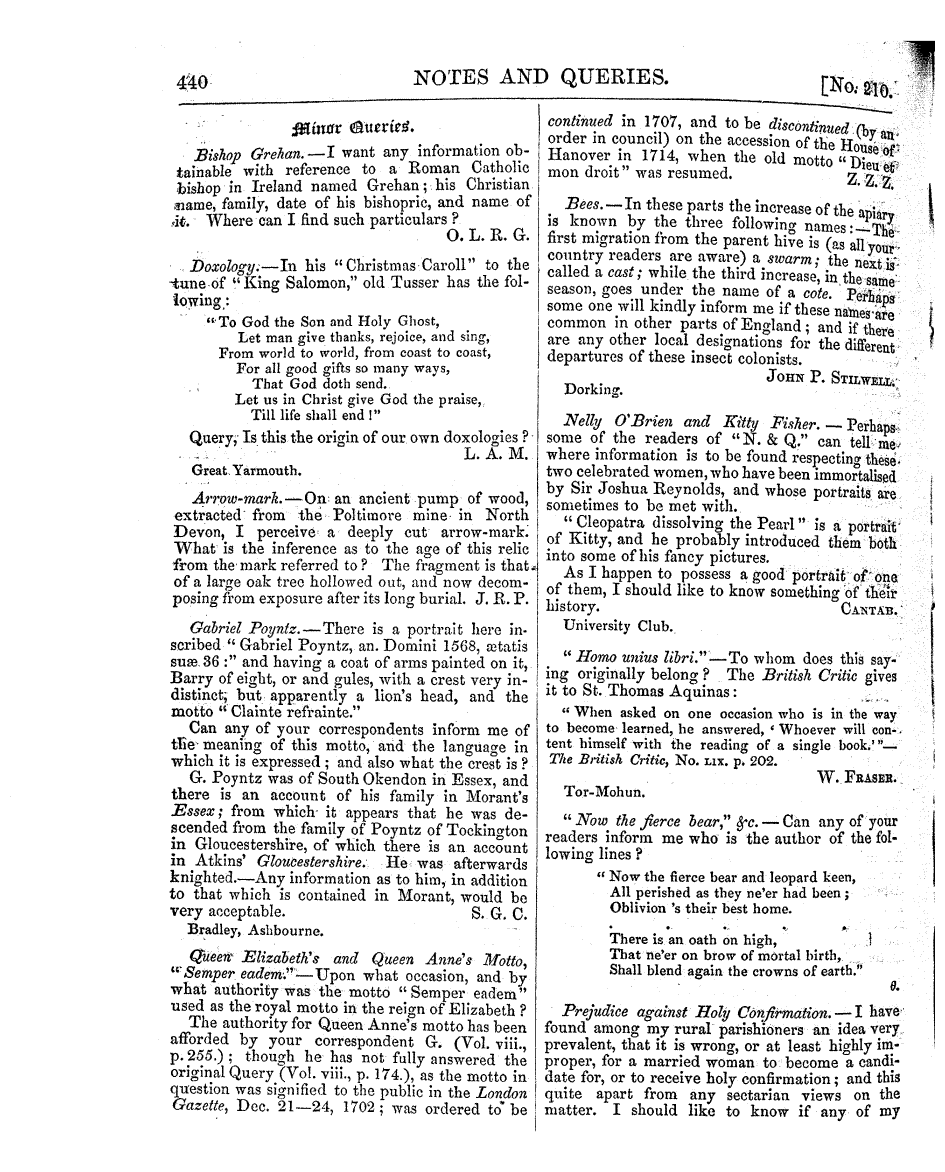 440
NOTES AND QUERIES.
[No. 210.
Minor Queries.
Bishop Grehan.—I want any information ob-
tainable with reference to a Roman Catholic
bishop in Ireland named Grehan; his Christian
name, family, date of his bishopric, and name of
it. Where can I find such particulars?
O. L. R. G.
Doxology.—In his "Christmas Caroll" to the
tune of "King Salomon," old Tusser has the fol-
lowing:
"To God the Son and Holy Ghost,
Let man give thanks, rejoice, and sing,
From world to world, from coast to coast,
For all good gifts so many ways,
That God doth send.
Let us in Christ give God the praise,
Till life shall end!"
Query, Is this the origin of our own doxologies?
L. A. M.
Great Yarmouth.
Arrow-mark.—On an ancient pump of wood,
extracted from the Poltimore mine in North
Devon, I perceive a deeply cut arrow-mark.
What is the inference as to the age of this relic
from the mark referred to? The fragment is that
of a large oak tree hollowed out, and now decom-
posing from exposure after its long burial. J. R. P.
Gabriel Poyntz.—There is a portrait here in-
scribed "Gabriel Poyntz, an. Domini 1568, ætatis
suæ 36:" and having a coat of arms painted on it,
Barry of eight, or and gules, with a crest very in-
distinct, but apparently a lion's head, and the
motto "Clainte refrainte."
Can any of your correspondents inform me of
the meaning of this motto, and the language in
which it is expressed; and also what the crest is?
G. Poyntz was of South Okendon in Essex, and
there is an account of his family in Morant's
Essex; from which it appears that he was de-
scended from the family of Poyntz of Tockington
in Gloucestershire, of which there is an account
in Atkins' Gloucestershire. He was afterwards
knighted.—Any information as to him, in addition
to that which is contained in Morant, would be
very acceptable. S. G. C.
Bradley, Ashbourne.
Queen Elizabeth's and Queen Anne's Motto,
"Semper eadem."—Upon what occasion, and by
what authority was the motto "Semper eadem"
used as the royal motto in the reign of Elizabeth?
The authority for Queen Anne's motto has been
afforded by your correspondent G. (Vol. viii.,
p. 255.); though he has not fully answered the
original Query (Vol. viii., p. 174.), as the motto in
question was signified to the public in the London
Gazette, Dec. 21—24, 1702; was ordered to be
continued in 1707, and to be discontinued (by an
order in council) on the accession of the House of
Hanover in 1714, when the old motto "Dieu et
mon droit" was resumed. Z. Z. Z.
Bees.—In these parts the increase of the apiary
is known by the three following names:—The
first migration from the parent hive is (as all your
country readers are aware) a swarm; the next is
called a cast; while the third increase, in the same
season, goes under the name of a cote. Perhaps
some one will kindly inform me if these names are
common in other parts of England; and if there
are any other local designations for the different
departures of these insect colonists.
JOHN P. STILWELL.
Dorking.
Nelly O'Brien and Kitty Fisher.—Perhaps
some of the readers of "N. & Q." can tell me
where information is to be found respecting these
two celebrated women, who have been immortalised
by Sir Joshua Reynolds, and whose portraits are
sometimes to be met with.
"Cleopatra dissolving the Pearl" is a portrait
of Kitty, and he probably introduced them both
into some of his fancy pictures.
As I happen to possess a good portrait of one
of them, I should like to know something of their
history. CANTAB.
University Club.
"Homo unius libri."—To whom does this say-
ing originally belong? The British Critic gives
it to St. Thomas Aquinas:
"When asked on one occasion who is in the way
to become learned, he answered, 'Whoever will con-
tent himself with the reading of a single book.'"—
The British Critic, No. LIX. p. 202.
W. FRASER.
Tor-Mohun.
"Now the fierce bear," &c.—Can any of your
readers inform me who is the author of the fol-
lowing lines?
"Now the fierce bear and leopard keen,
All perished as they ne'er had been;
Oblivion 's their best home.
. . . . .
There is an oath on high,
That ne'er on brow of mortal birth,
Shall blend again the crowns of earth."
θ.
Prejudice against Holy Confirmation.—I have
found among my rural parishioners an idea very
prevalent, that it is wrong, or at least highly im-
proper, for a married woman to become a candi-
date for, or to receive holy confirmation; and this
quite apart from any sectarian views on the
matter. I should like to know if any of my